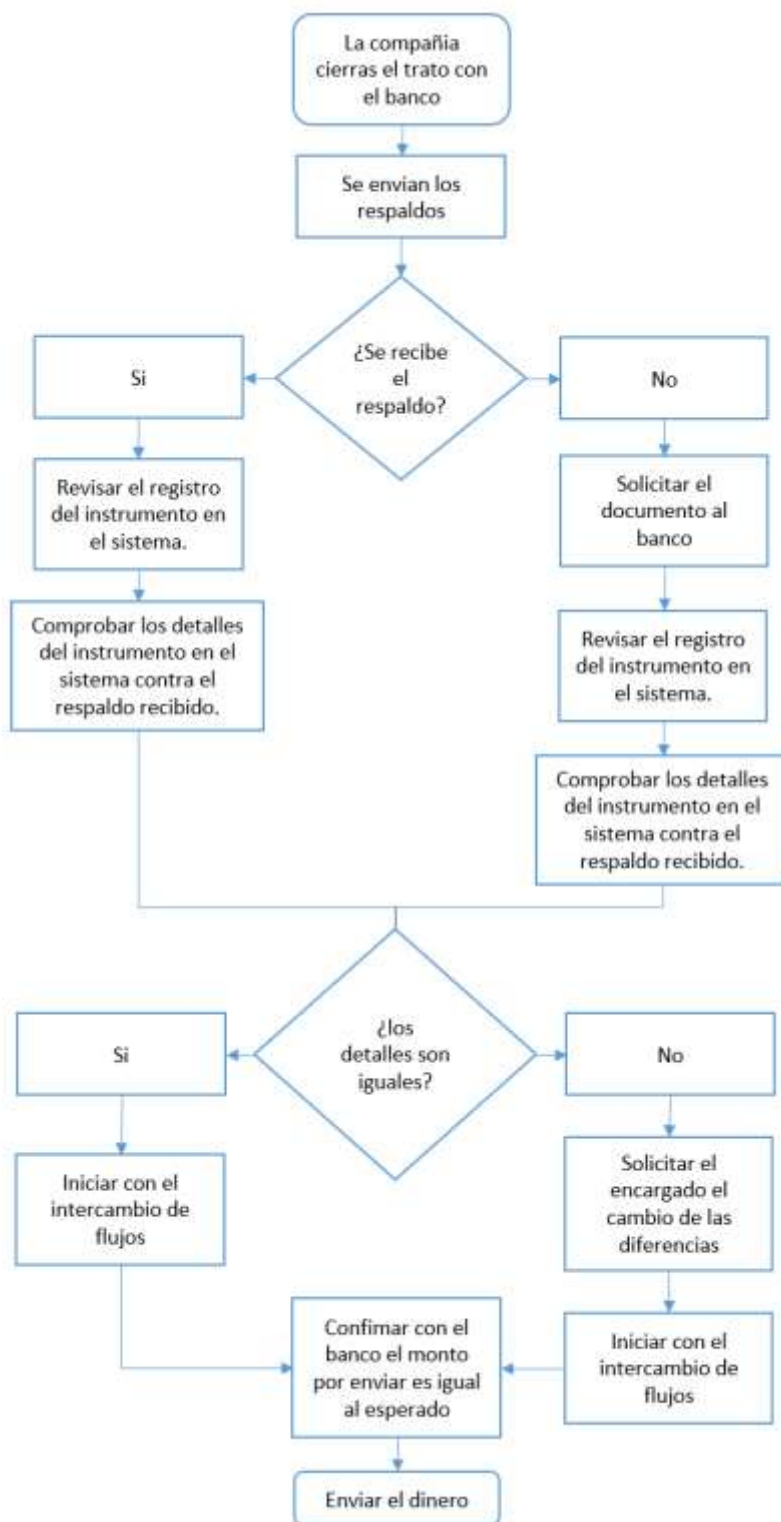 La compañia
cierras el trato con
el banco
Se envian los
respaldos
¿Se recibe
el
respaldo?
Si
No
Revisar el registro
del instrumento en
el sistema.
Solicitar el
documento al
banco
Comprobar los detalles
del instrumento en el
sistema contra el
respaldo recibido.
Revisar el registro
del instrumento en
el sistema.
Comprobar los detalles
del instrumento en el
sistema contra el
respaldo recibido.
¿los
detalles son
iguales?
Si
No
Iniciar con el
intercambio de
flujos
Solicitar el
encargado el
cambio de las
diferencias
Confimar con el
banco el monto
por enviar es igual
al esperado
Iniciar con el
intercambio de
flujos
Enviar el dinero